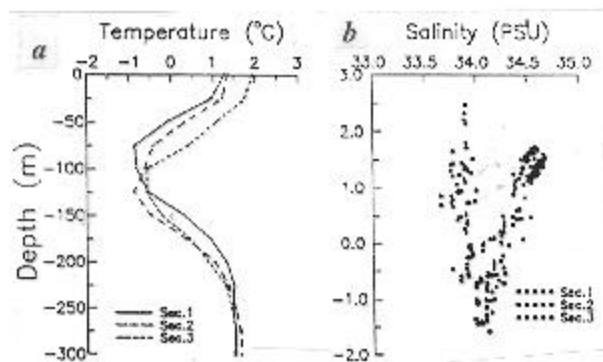 a Temperature (°C)
−2 −1 0 1 2 3
0
−50
−100
−150
−200
−250
−300
Depth (m)
Sec.1
Sec.2
Sec.3
b Salinity (PSU)
33.0 33.5 34.0 34.5 35.0
3.0
2.0
1.0
0.0
−1.0
−2.0
Sec.1
Sec.2
Sec.3